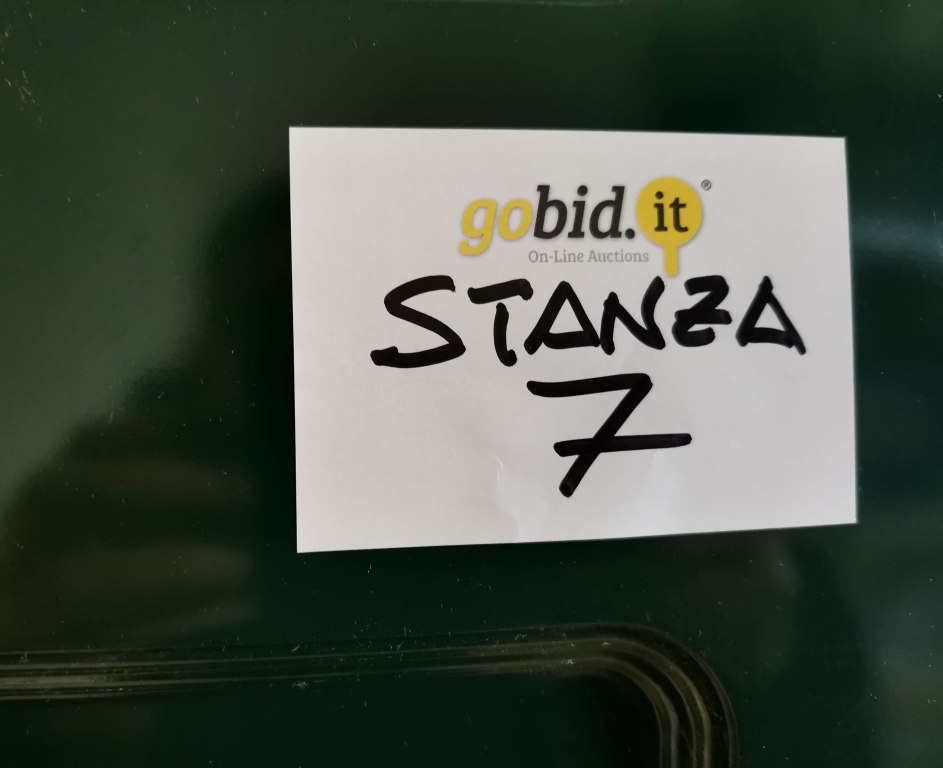 gobid.it®
On-Line Auctions
STANZA
7